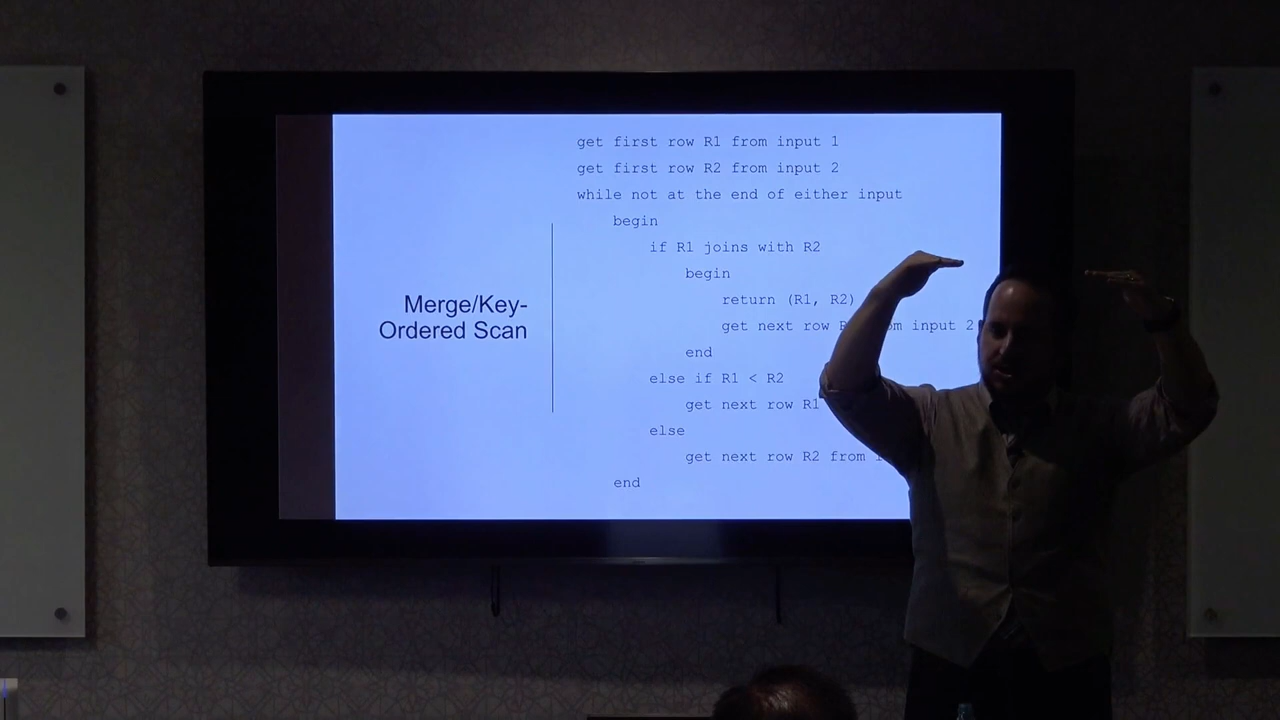 Merge/Key-
Ordered Scan
get first row R1 from input 1
get first row R2 from input 2
while not at the end of either input
begin
if R1 joins with R2
begin
return (R1, R2)
get next row input 2
end
else if R1 < R2
get next row R1
else
get next row R2 from
end